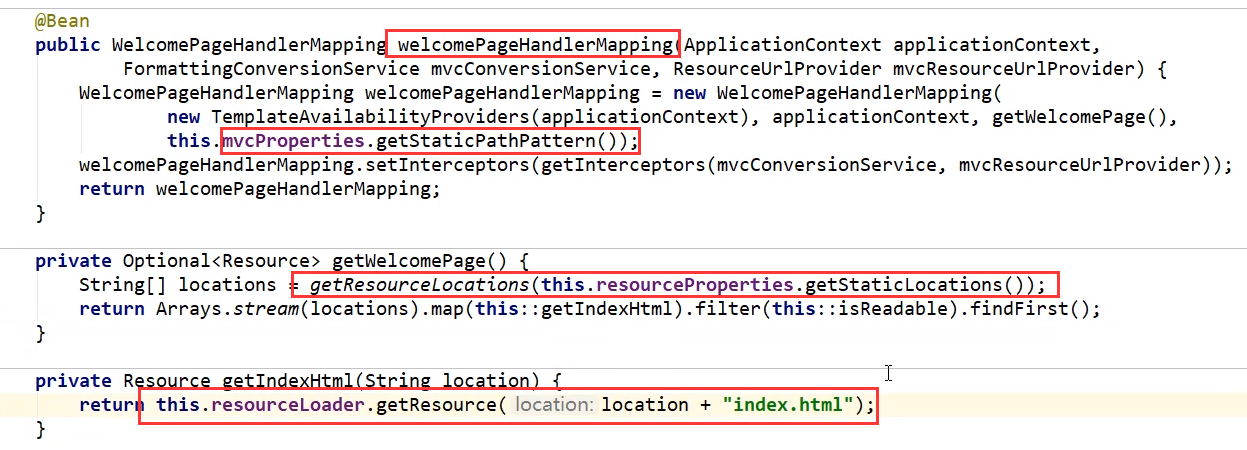 @Bean
public WelcomePageHandlerMapping welcomePageHandlerMapping(ApplicationContext applicationContext,
FormattingConversionService mvcConversionService, ResourceUrlProvider mvcResourceUrlProvider) {
WelcomePageHandlerMapping welcomePageHandlerMapping = new WelcomePageHandlerMapping(
new TemplateAvailabilityProviders(applicationContext), applicationContext, getWelcomePage(),
this.mvcProperties.getStaticPathPattern());
welcomePageHandlerMapping.setInterceptors(getInterceptors(mvcConversionService, mvcResourceUrlProvider));
return welcomePageHandlerMapping;
}
private Optional<Resource> getWelcomePage() {
String[] locations = getResourceLocations(this.resourceProperties.getStaticLocations());
return Arrays.stream(locations).map(this::getIndexHtml).filter(this::isReadable).findFirst();
}
private Resource getIndexHtml(String location) {
return this.resourceLoader.getResource( location: location + "index.html");
}